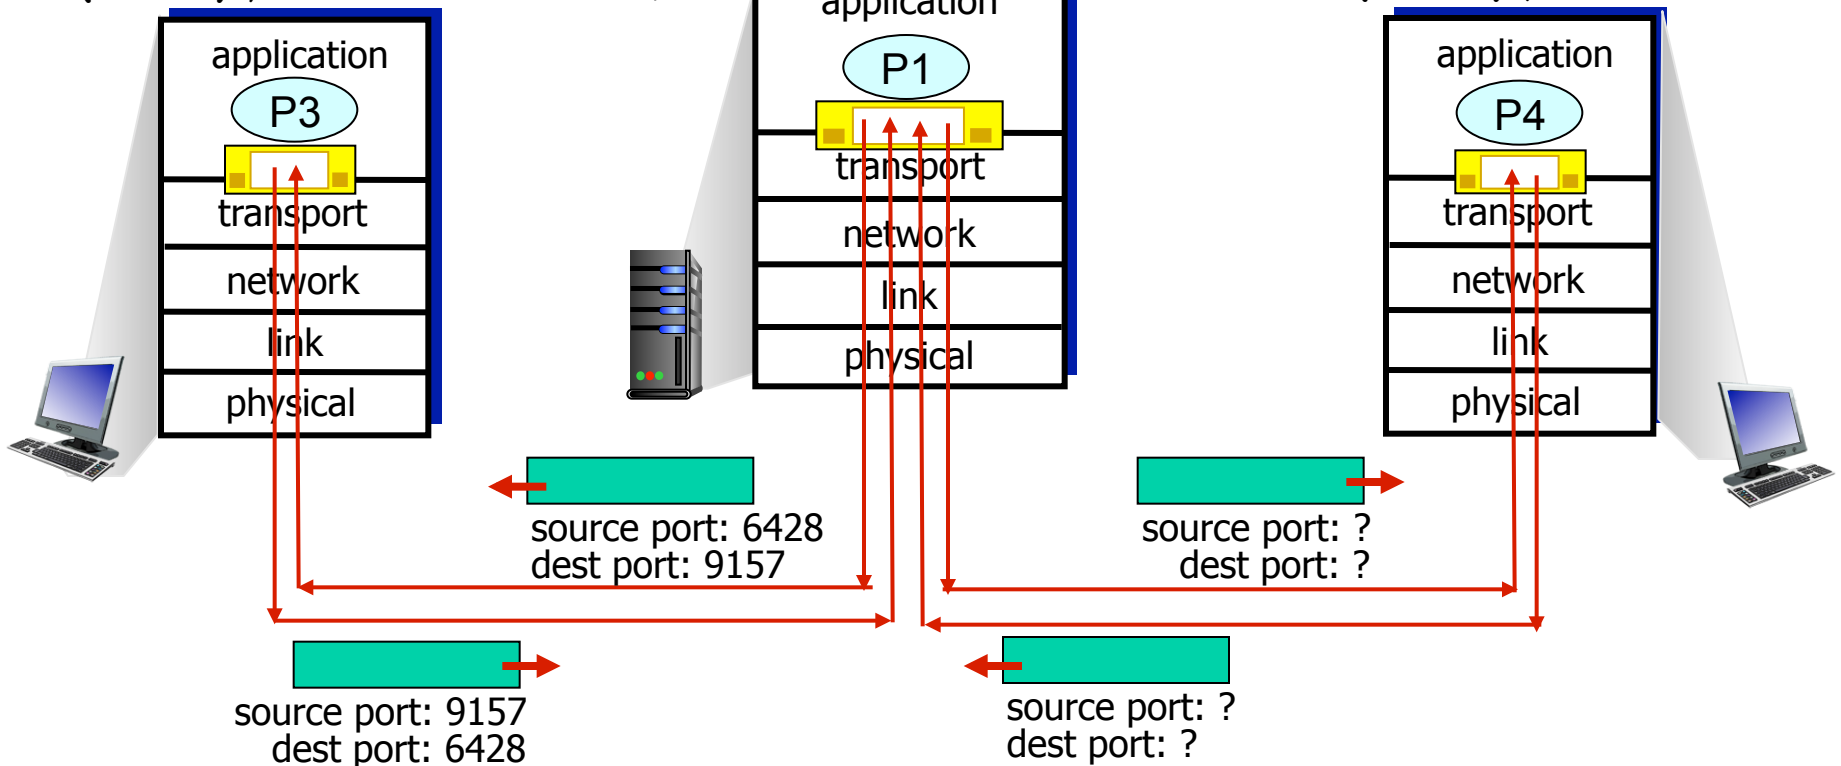 application
P3
transport
network
link
physical
application
P1
transport
network
link
physical
application
P4
transport
network
link
physical
source port: 6428
dest port: 9157
source port: ?
dest port: ?
source port: 9157
dest port: 6428
source port: ?
dest port: ?